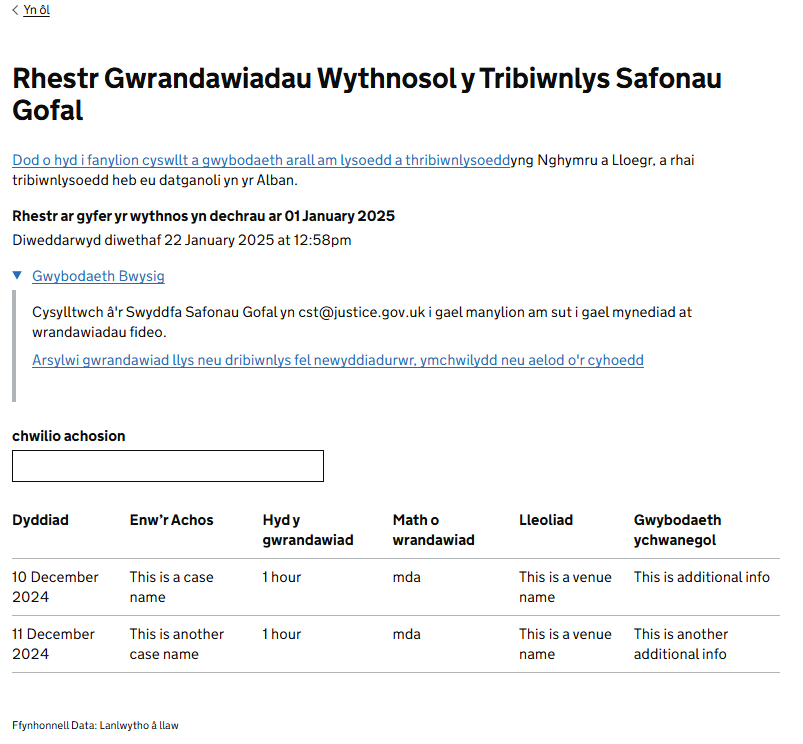 Yn ôl
Rhestr Gwrandawiadau Wythnosol y Tribiwnlys Safonau
Gofal
Dod o hyd i fanylion cyswllt a gwybodaeth arall am lysoedd a thribiwnlysoeddyng Nghymru a Lloegr, a rhai
tribiwnlysoedd heb eu datganoli yn yr Alban.
Rhestr ar gyfer yr wythnos yn dechrau ar 01 January 2025
Diweddarwyd diwethaf 22 January 2025 at 12:58pm
Gwybodaeth Bwysig
Cysylltwch â'r Swyddfa Safonau Gofal yn cst@justice.gov.uk i gael manylion am sut i gael mynediad at
wrandawiadau fideo.
Arsylwi gwrandawiad llys neu dribiwnlys fel newyddiadurwr, ymchwilydd neu aelod o'r cyhoedd
chwilio achosion
Dyddiad Enw'r Achos Hyd y gwrandawiad Math o wrandawiad Lleoliad Gwybodaeth ychwanegol
10 December 2024 This is a case name 1 hour mda This is a venue name This is additional info
11 December 2024 This is another case name 1 hour mda This is a venue name This is another additional info
Ffynhonnell Data: Lanlwytho â llaw